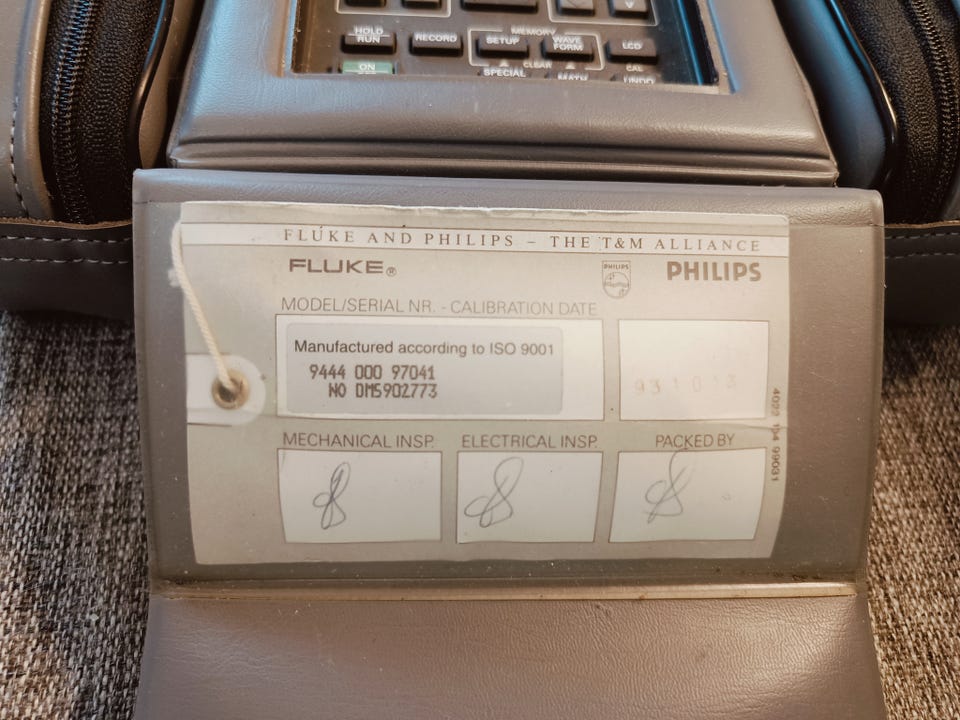 HOLD
RUN
RECORD
MEMORY
SETUP
WAVE
FORM
LCD
ON
CLEAR
CAL
SPECIAL
MATH
UNDO
FLUKE AND PHILIPS – THE T&M ALLIANCE
FLUKE®
PHILIPS
PHILIPS
MODEL/SERIAL NR. - CALIBRATION DATE
Manufactured according to ISO 9001
9444 000 97041
NO DM5902773
931013
4022 104 99031
MECHANICAL INSP.
ELECTRICAL INSP.
PACKED BY